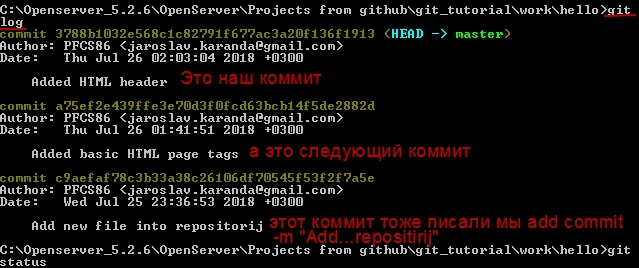 C:\Openserver_5.2.6\OpenServer\Projects from github\git_tutorial\work\hello>git
log
commit 3788b1032e568c1c82791f677ac3a20f136f1913 (HEAD -> master)
Author: PFCS86 <jaroslav.karanda@gmail.com>
Date:   Thu Jul 26 02:03:04 2018 +0300
Added HTML header Это наш коммит
commit a75ef2e439ffe3e70d3f0fcd63bcb14f5de2882d
Author: PFCS86 <jaroslav.karanda@gmail.com>
Date:   Thu Jul 26 01:41:51 2018 +0300
Added basic HTML page tags а это следующий коммит
commit c9aefaf78c3b33a38c26106df70545f53f2f7a5e
Author: PFCS86 <jaroslav.karanda@gmail.com>
Date:   Wed Jul 25 23:36:53 2018 +0300
Add new file into repositorij этот коммит тоже писали мы add commit
-m "Add...repositirij"
C:\Openserver_5.2.6\OpenServer\Projects from github\git_tutorial\work\hello>git
status